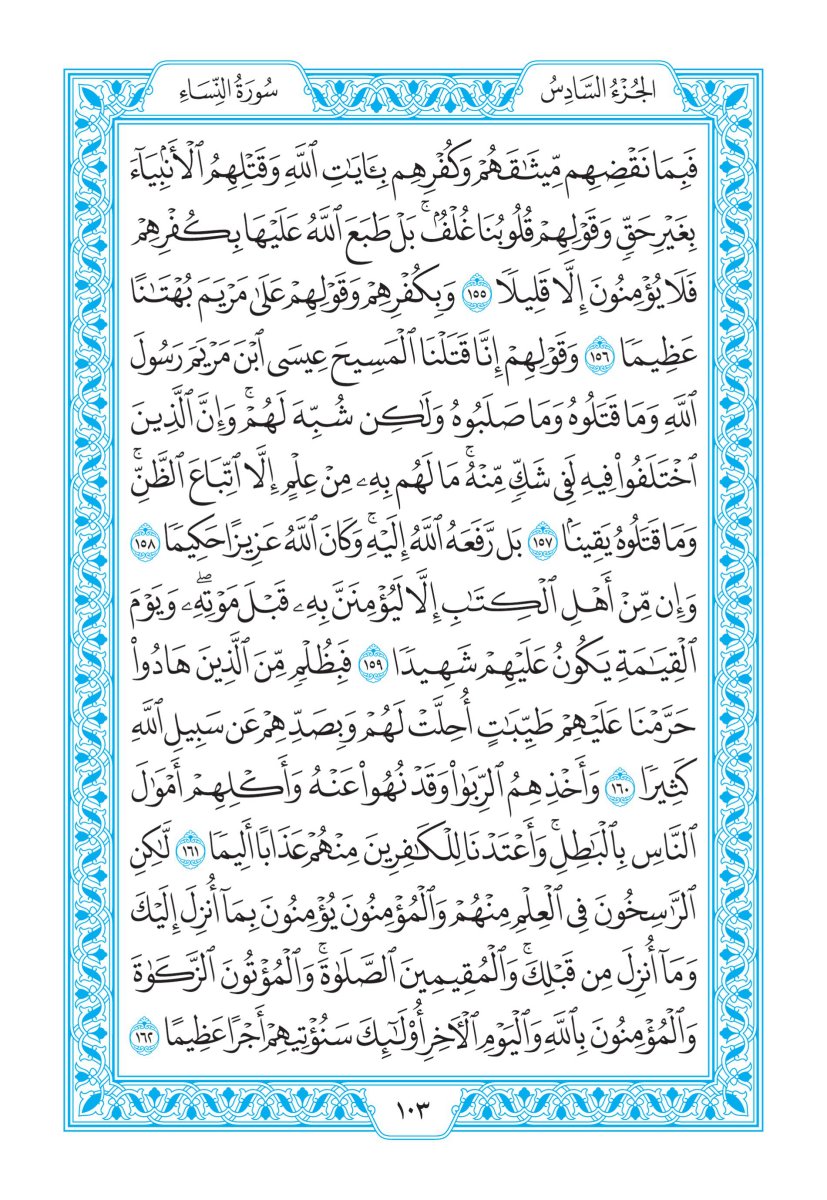 الجُزْءُ السَّادِسُ
سُورَةُ النِّسَاءِ
فَبِمَا نَقۡضِهِم مِّيثَٰقَهُمۡ وَكُفۡرِهِم بِـَٔايَٰتِ ٱللَّهِ وَقَتۡلِهِمُ ٱلۡأَنۢبِيَآءَ
بِغَيۡرِ حَقّٖ وَقَوۡلِهِمۡ قُلُوبُنَا غُلۡفُۢۚ بَلۡ طَبَعَ ٱللَّهُ عَلَيۡهَا بِكُفۡرِهِمۡ
فَلَا يُؤۡمِنُونَ إِلَّا قَلِيلٗا ١٥٥ وَبِكُفۡرِهِمۡ وَقَوۡلِهِمۡ عَلَىٰ مَرۡيَمَ بُهۡتَٰنًا
عَظِيمٗا ١٥٦ وَقَوۡلِهِمۡ إِنَّا قَتَلۡنَا ٱلۡمَسِيحَ عِيسَى ٱبۡنَ مَرۡيَمَ رَسُولَ
ٱللَّهِ وَمَا قَتَلُوهُ وَمَا صَلَبُوهُ وَلَٰكِن شُبِّهَ لَهُمۡۚ وَإِنَّ ٱلَّذِينَ
ٱخۡتَلَفُواْ فِيهِ لَفِي شَكّٖ مِّنۡهُۚ مَا لَهُم بِهِۦ مِنۡ عِلۡمٍ إِلَّا ٱتِّبَاعَ ٱلظَّنِّۚ
وَمَا قَتَلُوهُ يَقِينَۢا ١٥٧ بَل رَّفَعَهُ ٱللَّهُ إِلَيۡهِۚ وَكَانَ ٱللَّهُ عَزِيزًا حَكِيمٗا ١٥٨
وَإِن مِّنۡ أَهۡلِ ٱلۡكِتَٰبِ إِلَّا لَيُؤۡمِنَنَّ بِهِۦ قَبۡلَ مَوۡتِهِۦۖ وَيَوۡمَ
ٱلۡقِيَٰمَةِ يَكُونُ عَلَيۡهِمۡ شَهِيدٗا ١٥٩ فَبِظُلۡمٖ مِّنَ ٱلَّذِينَ هَادُواْ
حَرَّمۡنَا عَلَيۡهِمۡ طَيِّبَٰتٍ أُحِلَّتۡ لَهُمۡ وَبِصَدِّهِمۡ عَن سَبِيلِ ٱللَّهِ
كَثِيرٗا ١٦٠ وَأَخۡذِهِمُ ٱلرِّبَوٰاْ وَقَدۡ نُهُواْ عَنۡهُ وَأَكۡلِهِمۡ أَمۡوَٰلَ
ٱلنَّاسِ بِٱلۡبَٰطِلِۚ وَأَعۡتَدۡنَا لِلۡكَٰفِرِينَ مِنۡهُمۡ عَذَابًا أَلِيمٗا ١٦١ لَّٰكِنِ
ٱلرَّٰسِخُونَ فِي ٱلۡعِلۡمِ مِنۡهُمۡ وَٱلۡمُؤۡمِنُونَ يُؤۡمِنُونَ بِمَآ أُنزِلَ إِلَيۡكَ
وَمَآ أُنزِلَ مِن قَبۡلِكَۚ وَٱلۡمُقِيمِينَ ٱلصَّلَوٰةَۚ وَٱلۡمُؤۡتُونَ ٱلزَّكَوٰةَ
وَٱلۡمُؤۡمِنُونَ بِٱللَّهِ وَٱلۡيَوۡمِ ٱلۡأٓخِرِ أُوْلَٰٓئِكَ سَنُؤۡتِيهِمۡ أَجۡرًا عَظِيمًا ١٦٢
١٠٣